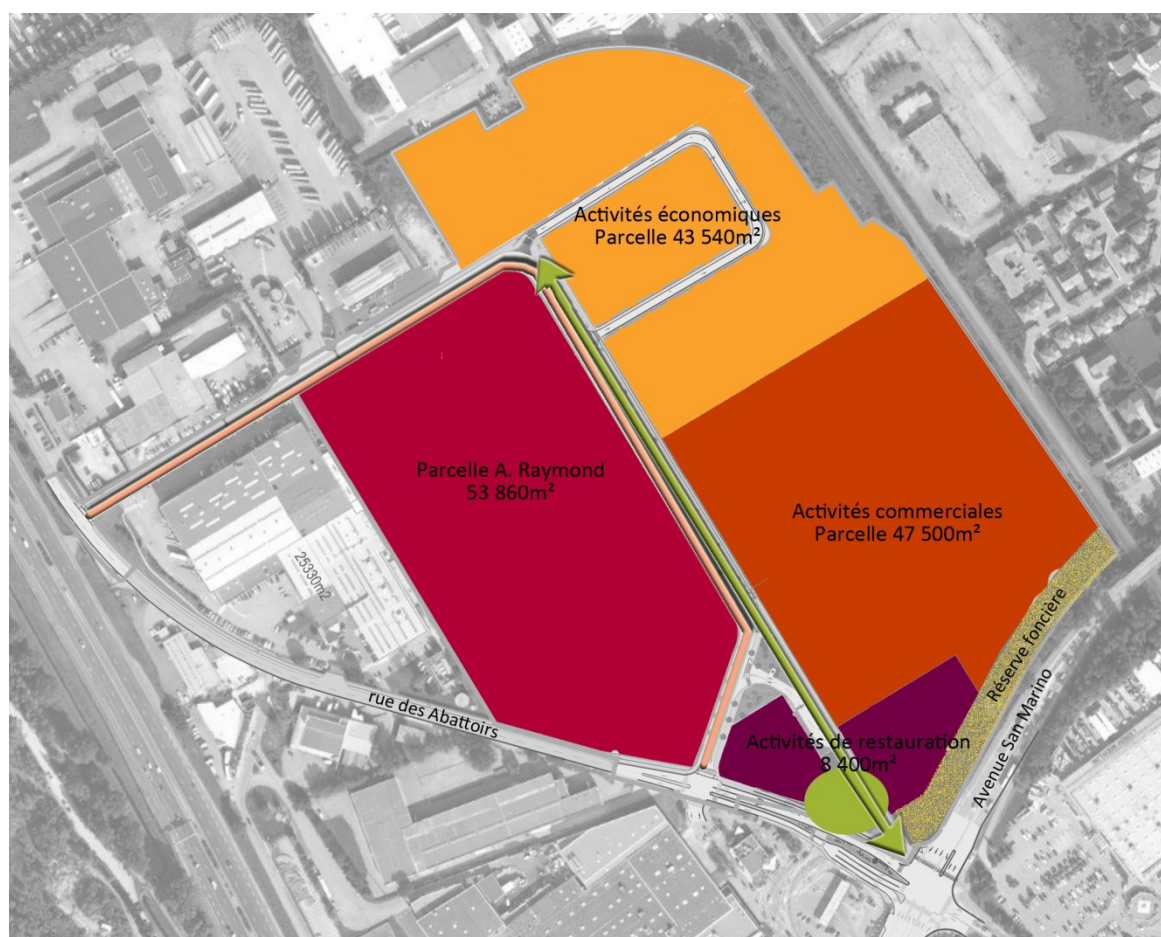 Activités économiques
Parcelle 43 540m²
Parcelle A. Raymond
53 860m²
Activités commerciales
Parcelle 47 500m²
25330m2
Réserve foncière
rue des Abattoirs
Activités de restauration
8 400m²
Avenue San Marino